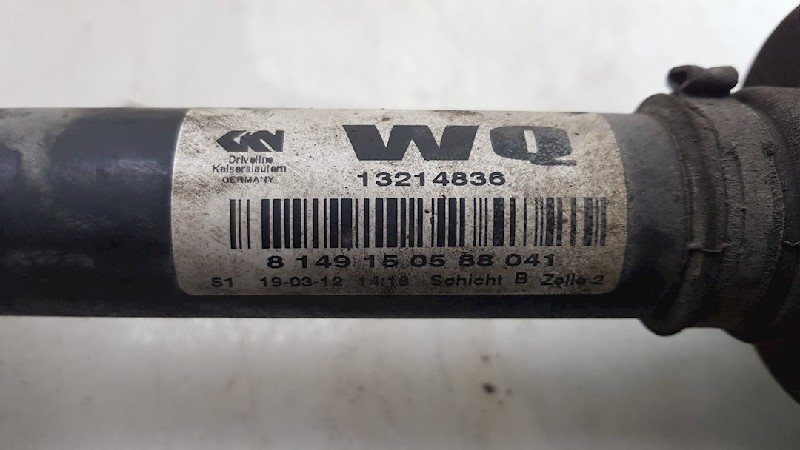 GKN WQ
Driveline
Kaiserslautern
GERMANY
13214836
8 149 15 05 88 041
51 19-03-12 14:18 Schicht B Zelle 2